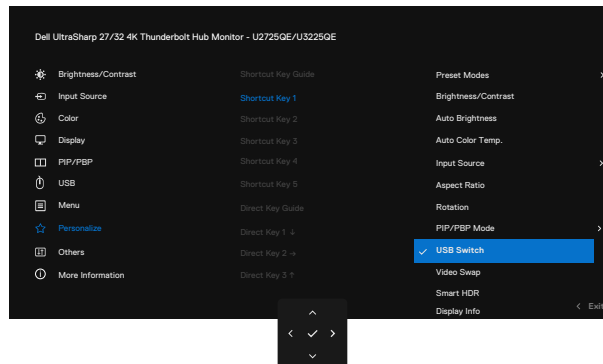 Dell UltraSharp 27/32 4K Thunderbolt Hub Monitor - U2725QE/U3225QE
Brightness/Contrast
Input Source
Color
Display
PIP/PBP
USB
Menu
Personalize
Others
More Information
Shortcut Key Guide
Shortcut Key 1
Shortcut Key 2
Shortcut Key 3
Shortcut Key 4
Shortcut Key 5
Direct Key Guide
Direct Key 1 ↓
Direct Key 2 →
Direct Key 3 ↑
Preset Modes
Brightness/Contrast
Auto Brightness
Auto Color Temp.
Input Source
Aspect Ratio
Rotation
PIP/PBP Mode
USB Switch
Video Swap
Smart HDR
Display Info
Exit